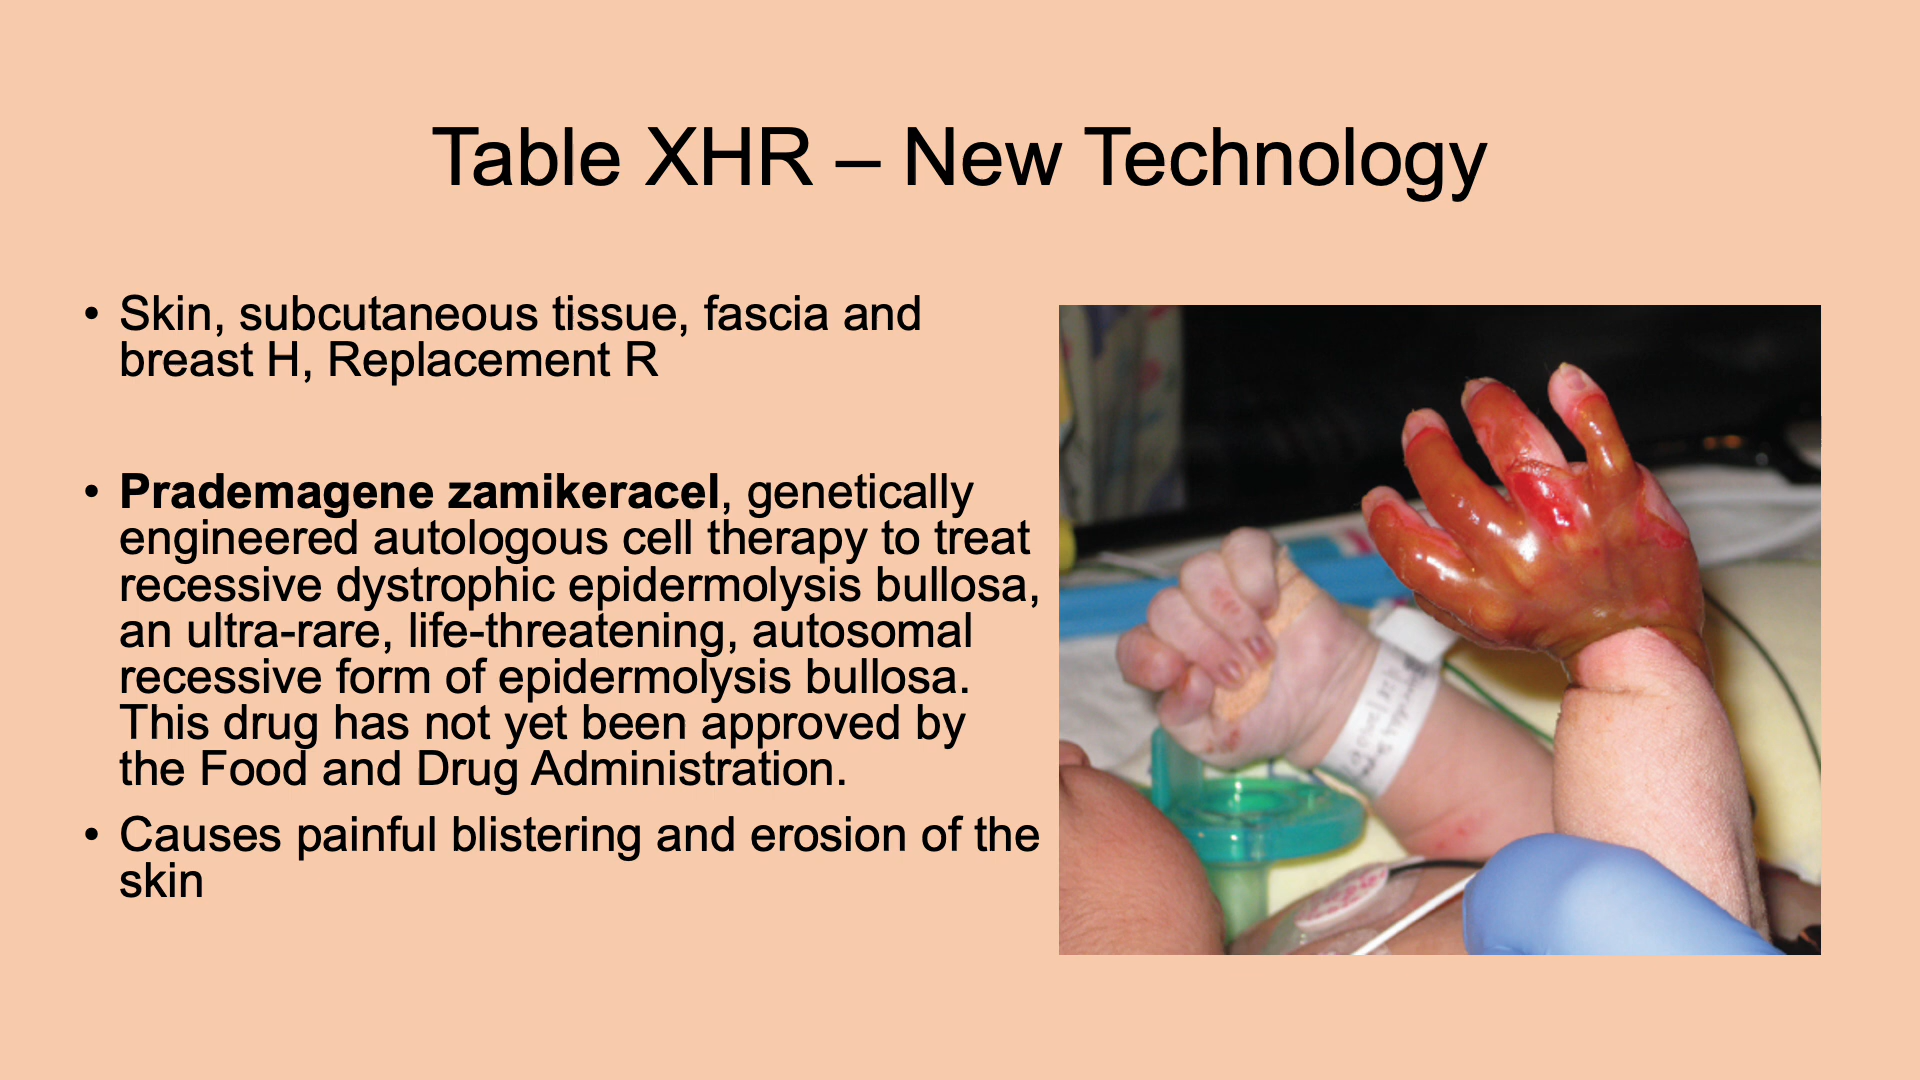 Table XHR – New Technology
• Skin, subcutaneous tissue, fascia and
breast H, Replacement R
• Prademagene zamikeracel, genetically
engineered autologous cell therapy to treat
recessive dystrophic epidermolysis bullosa,
an ultra-rare, life-threatening, autosomal
recessive form of epidermolysis bullosa.
This drug has not yet been approved by
the Food and Drug Administration.
• Causes painful blistering and erosion of the
skin